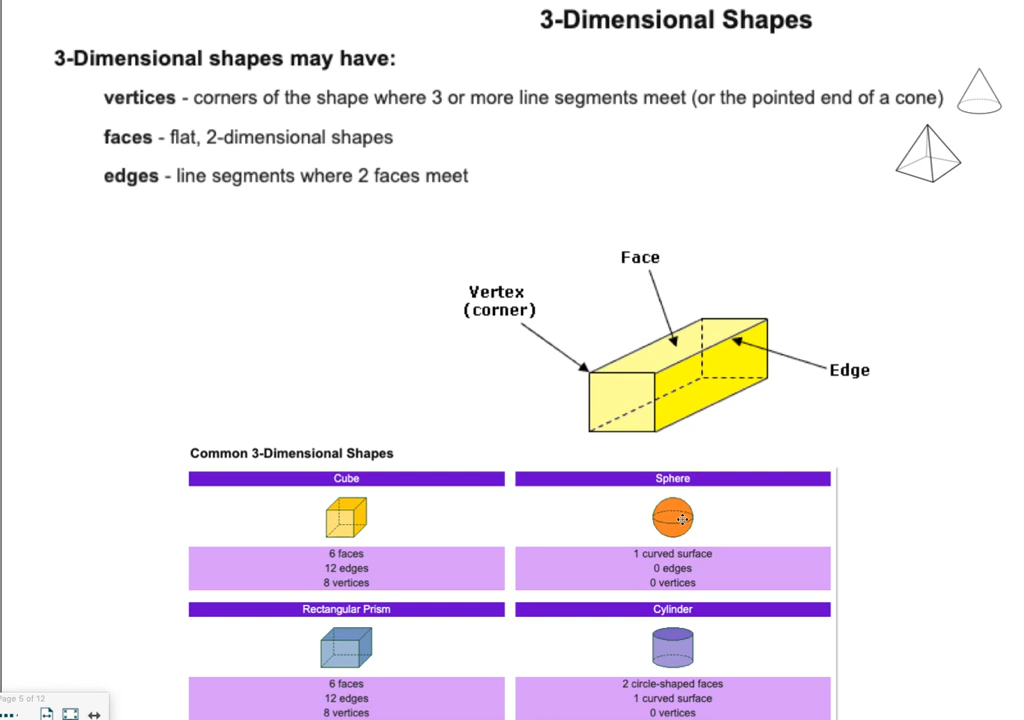 3-Dimensional Shapes
3-Dimensional shapes may have:
vertices - corners of the shape where 3 or more line segments meet (or the pointed end of a cone)
faces - flat, 2-dimensional shapes
edges - line segments where 2 faces meet
Face
Vertex
(corner)
Edge
Common 3-Dimensional Shapes
Cube
6 faces
12 edges
8 vertices
Sphere
1 curved surface
0 edges
0 vertices
Rectangular Prism
6 faces
12 edges
8 vertices
Cylinder
2 circle-shaped faces
1 curved surface
0 vertices
Page 5 of 12